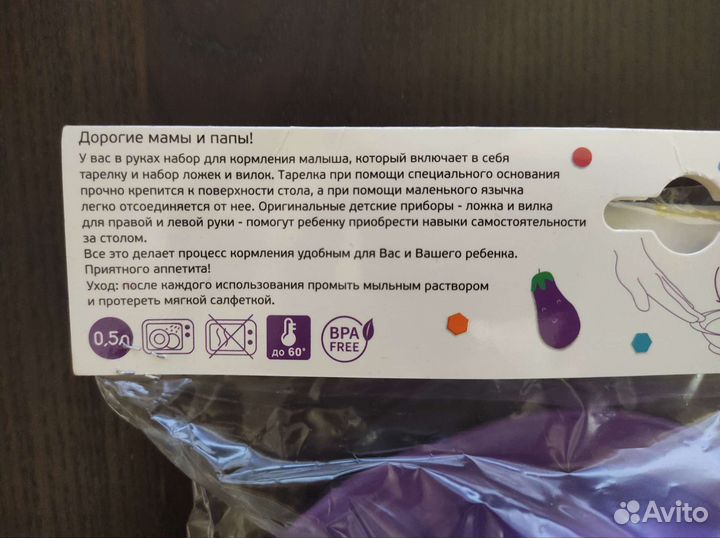 Дорогие мамы и папы!
У вас в руках набор для кормления малыша, который включает в себя
тарелку и набор ложек и вилок. Тарелка при помощи специального основания
прочно крепится к поверхности стола, а при помощи маленького язычка
легко отсоединяется от нее. Оригинальные детские приборы - ложка и вилка
для правой и левой руки - помогут ребенку приобрести навыки самостоятельности
за столом.
Все это делает процесс кормления удобным для Вас и Вашего ребенка.
Приятного аппетита!
Уход: после каждого использования промыть мыльным раствором
и протереть мягкой салфеткой.
0,5л
до 60°
BPA
FREE
Avito